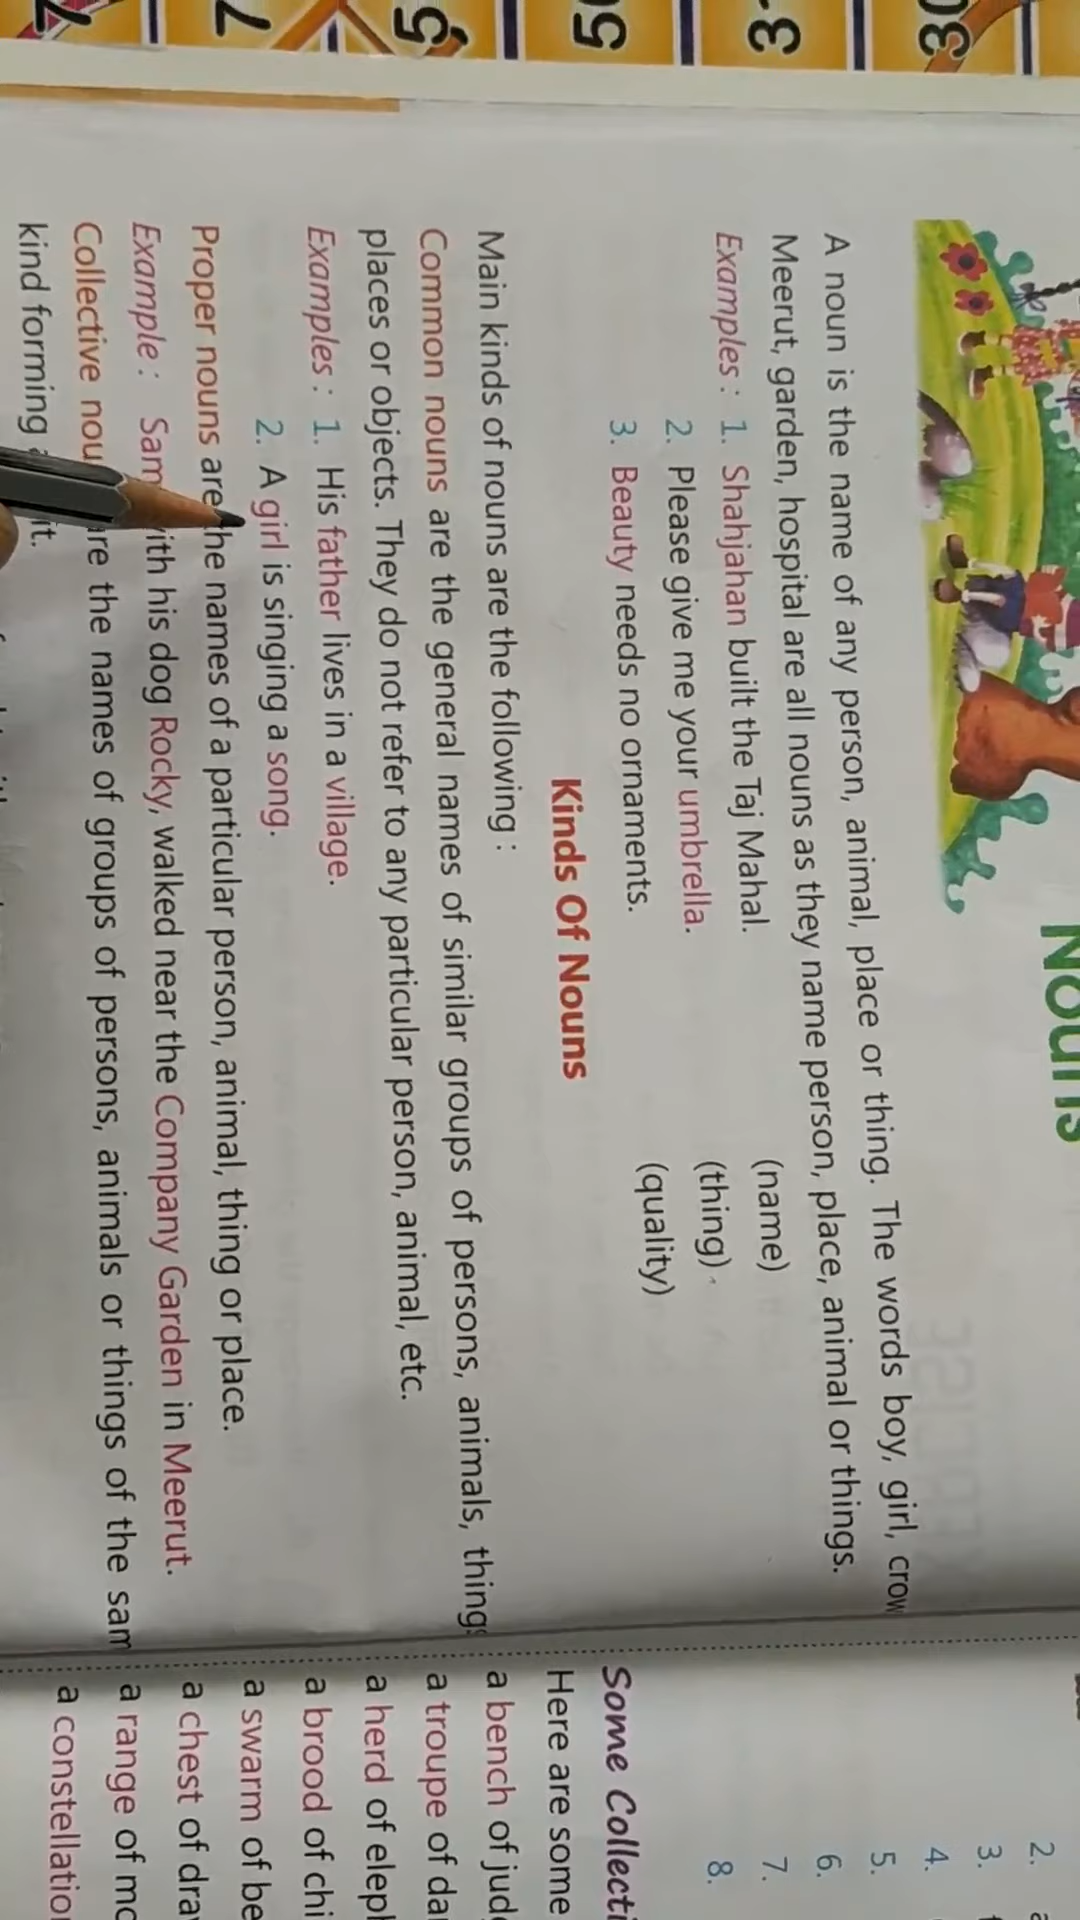 Nouns
A noun is the name of any person, animal, place or thing. The words boy, girl, crow
Meerut, garden, hospital are all nouns as they name person, place, animal or things.
Examples : 1. Shahjahan built the Taj Mahal. (name)
2. Please give me your umbrella. (thing)
3. Beauty needs no ornaments. (quality)
Kinds Of Nouns
Main kinds of nouns are the following :
Common nouns are the general names of similar groups of persons, animals, things
places or objects. They do not refer to any particular person, animal, etc.
Examples : 1. His father lives in a village.
2. A girl is singing a song.
Proper nouns are the names of a particular person, animal, thing or place.
Example : Sam with his dog Rocky, walked near the Company Garden in Meerut.
Collective are the names of groups of persons, animals or things of the sam
kind forming
2.
3.
4.
5.
6.
7.
8.
Some Collecti
Here are some
a bench of jud
a troupe of da
a herd of elep
a brood of chi
a swarm of be
a chest of dra
a range of mo
a constellatio